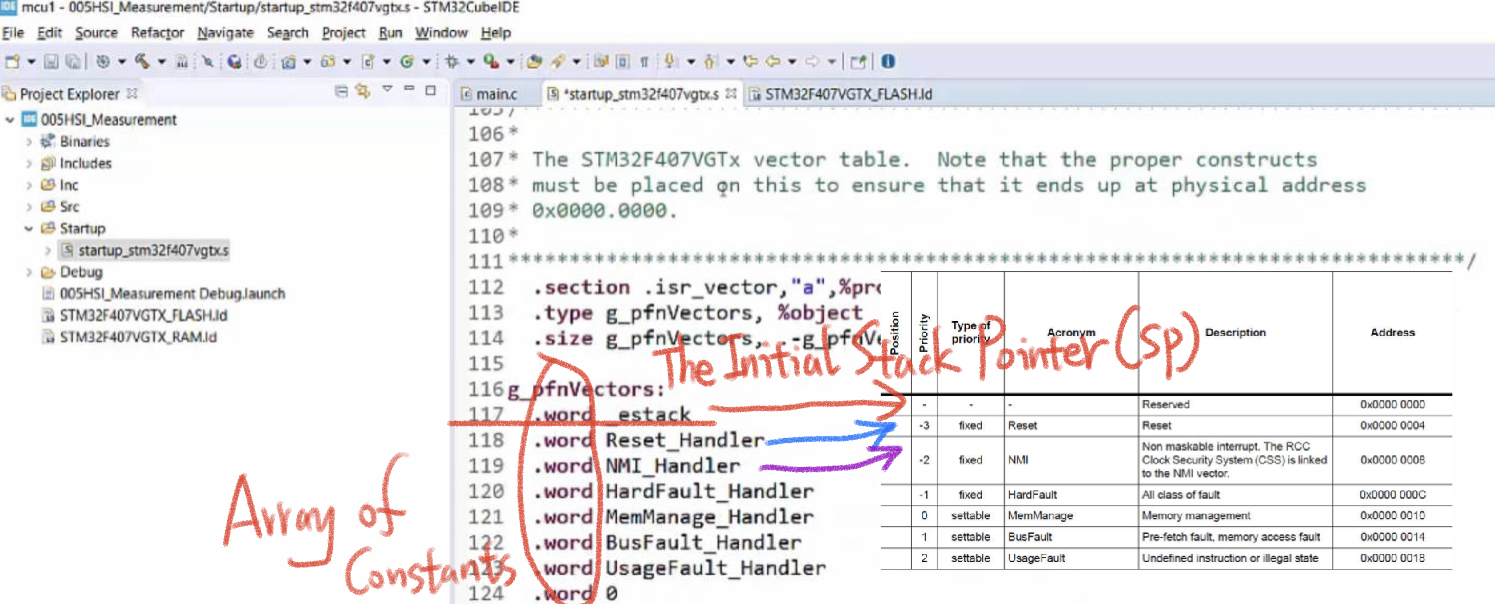 mcu1 - 005HSI_Measurement/Startup/startup_stm32f407vgtx.s - STM32CubeIDE
File Edit Source Refactor Navigate Search Project Run Window Help
Project Explorer
005HSI_Measurement
Binaries
Includes
Inc
Src
Startup
startup_stm32f407vgtx.s
Debug
005HSI_Measurement Debug.launch
STM32F407VGTX_FLASH.ld
STM32F407VGTX_RAM.ld
main.c *startup_stm32f407vgtx.s STM32F407VGTX_FLASH.ld
105
106 *
107 * The STM32F407VGTx vector table. Note that the proper constructs
108 * must be placed on this to ensure that it ends up at physical address
109 * 0x0000.0000.
110 *
111 ******************************************************************************/
112 .section .isr_vector,"a",%pro
113 .type g_pfnVectors, %object
114 .size g_pfnVectors, .-g_pfnVe
115
116 g_pfnVectors:
117 .word _estack
118 .word Reset_Handler
119 .word NMI_Handler
120 .word HardFault_Handler
121 .word MemManage_Handler
122 .word BusFault_Handler
123 .word UsageFault_Handler
124 .word 0
The Initial Stack Pointer (SP)
Array of
Constants
Position Priority Type of priority Acronym Description Address
- - - Reserved 0x0000 0000
-3 fixed Reset Reset 0x0000 0004
-2 fixed NMI Non maskable interrupt. The RCC
Clock Security System (CSS) is linked
to the NMI vector. 0x0000 0008
-1 fixed HardFault All class of fault 0x0000 000C
0 settable MemManage Memory management 0x0000 0010
1 settable BusFault Pre-fetch fault, memory access fault 0x0000 0014
2 settable UsageFault Undefined instruction or illegal state 0x0000 0018